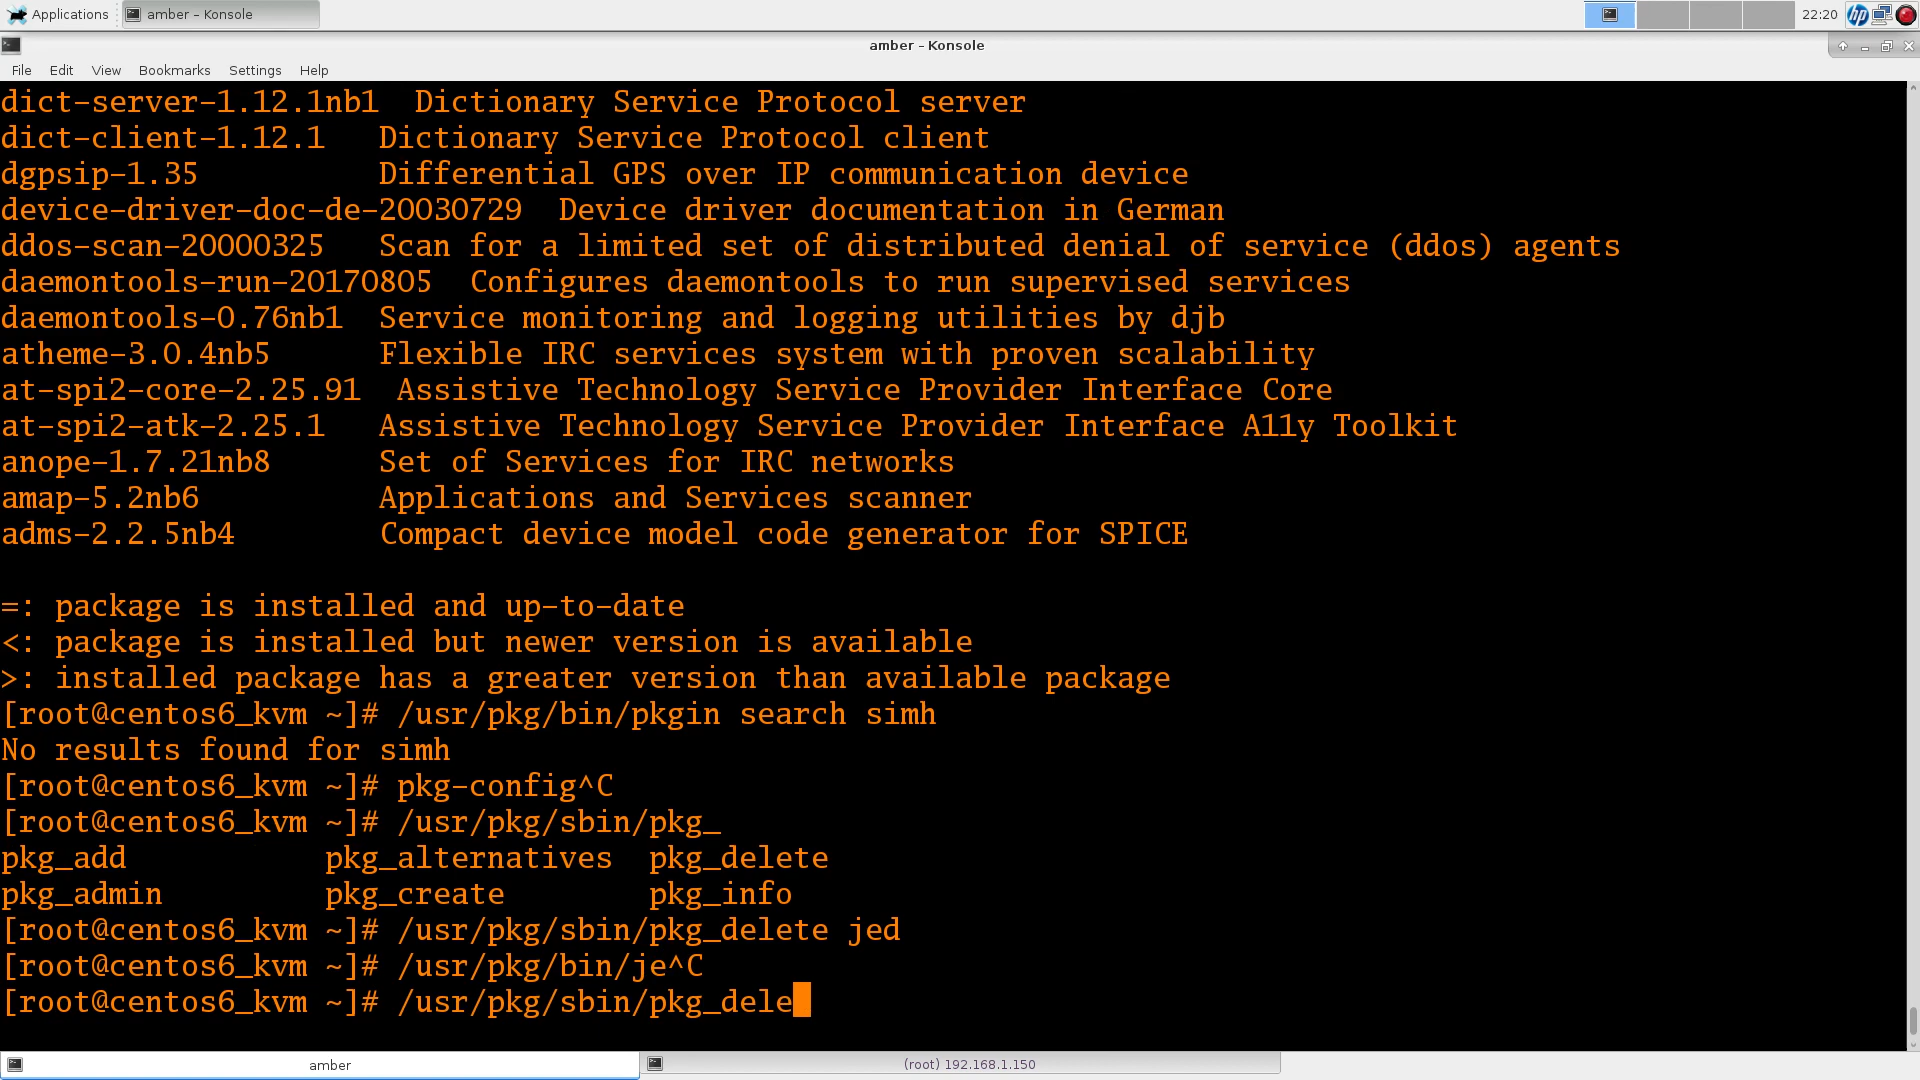 Applications
amber – Konsole
22:20
hp
amber – Konsole
File Edit View Bookmarks Settings Help
dict-server-1.12.1nb1  Dictionary Service Protocol server
dict-client-1.12.1   Dictionary Service Protocol client
dgpsip-1.35          Differential GPS over IP communication device
device-driver-doc-de-20030729  Device driver documentation in German
ddos-scan-20000325   Scan for a limited set of distributed denial of service (ddos) agents
daemontools-run-20170805  Configures daemontools to run supervised services
daemontools-0.76nb1  Service monitoring and logging utilities by djb
atheme-3.0.4nb5      Flexible IRC services system with proven scalability
at-spi2-core-2.25.91  Assistive Technology Service Provider Interface Core
at-spi2-atk-2.25.1   Assistive Technology Service Provider Interface A11y Toolkit
anope-1.7.21nb8      Set of Services for IRC networks
amap-5.2nb6          Applications and Services scanner
adms-2.2.5nb4        Compact device model code generator for SPICE
=: package is installed and up-to-date
<: package is installed but newer version is available
>: installed package has a greater version than available package
[root@centos6_kvm ~]# /usr/pkg/bin/pkgin search simh
No results found for simh
[root@centos6_kvm ~]# pkg-config^C
[root@centos6_kvm ~]# /usr/pkg/sbin/pkg_
pkg_add           pkg_alternatives  pkg_delete
pkg_admin         pkg_create        pkg_info
[root@centos6_kvm ~]# /usr/pkg/sbin/pkg_delete jed
[root@centos6_kvm ~]# /usr/pkg/bin/je^C
[root@centos6_kvm ~]# /usr/pkg/sbin/pkg_dele
amber
(root) 192.168.1.150